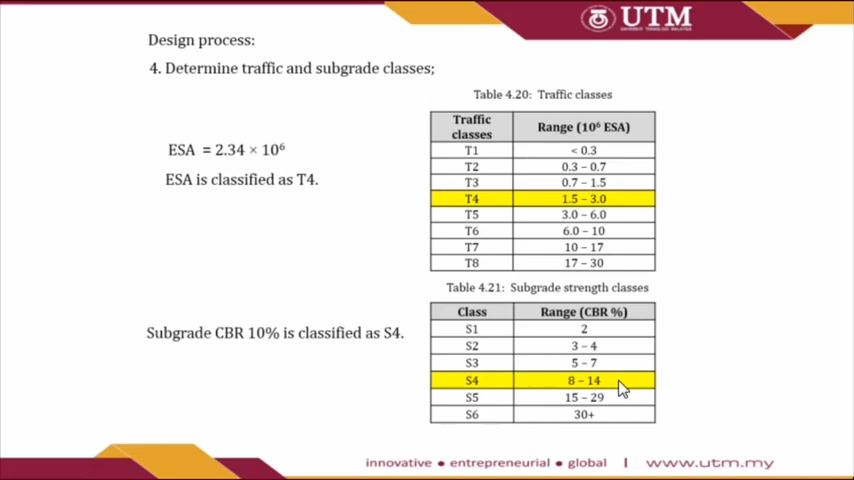 UTM
UNIVERSITI TEKNOLOGI MALAYSIA
Design process:
4. Determine traffic and subgrade classes;
Table 4.20: Traffic classes
Traffic classes Range (10⁶ ESA)
T1 < 0.3
T2 0.3 – 0.7
T3 0.7 – 1.5
T4 1.5 – 3.0
T5 3.0 – 6.0
T6 6.0 – 10
T7 10 – 17
T8 17 – 30
ESA = 2.34 × 10⁶
ESA is classified as T4.
Table 4.21: Subgrade strength classes
Class Range (CBR %)
S1 2
S2 3 – 4
S3 5 – 7
S4 8 – 14
S5 15 – 29
S6 30+
Subgrade CBR 10% is classified as S4.
innovative ● entrepreneurial ● global | www.utm.my